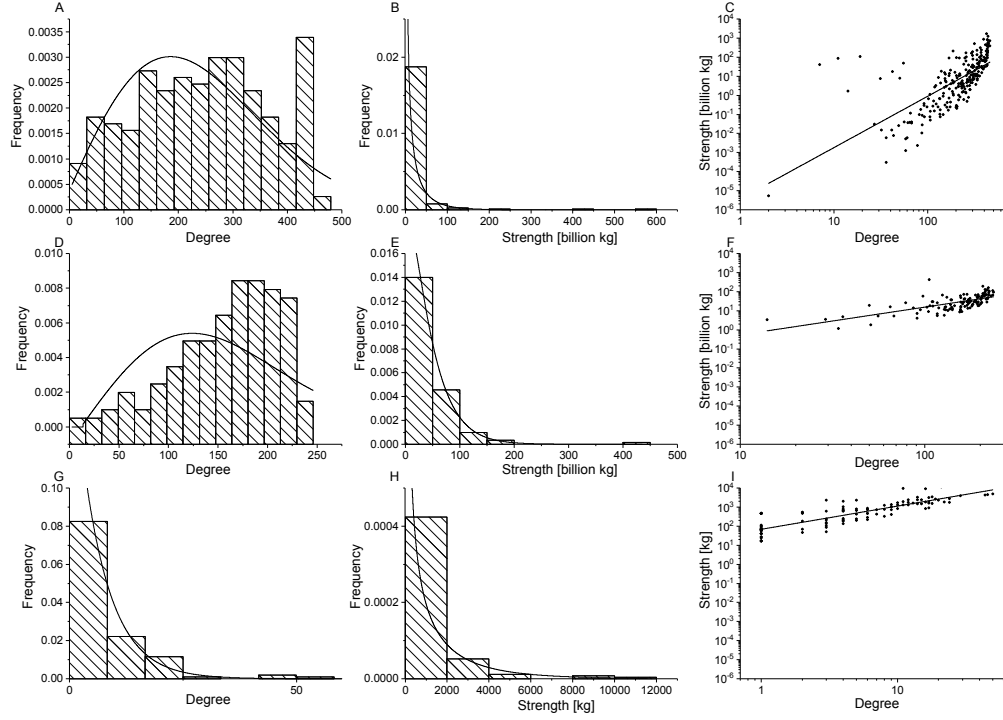 A
Frequency
0.0035
0.0030
0.0025
0.0020
0.0015
0.0010
0.0005
0.0000
0 100 200 300 400 500
Degree
B
Frequency
0.02
0.01
0.00
0 100 200 300 400 500 600
Strength [billion kg]
C
Strength [billion kg]
10^4
10^3
10^2
10^1
10^0
10^-1
10^-2
10^-3
10^-4
10^-5
10^-6
1 10 100
Degree
D
Frequency
0.010
0.008
0.006
0.004
0.002
0.000
0 50 100 150 200 250
Degree
E
Frequency
0.016
0.014
0.012
0.010
0.008
0.006
0.004
0.002
0.000
0 100 200 300 400 500
Strength [billion kg]
F
Strength [billion kg]
10^4
10^3
10^2
10^1
10^0
10^-1
10^-2
10^-3
10^-4
10^-5
10^-6
10 100
Degree
G
Frequency
0.10
0.08
0.06
0.04
0.02
0.00
0 50
Degree
H
Frequency
0.0004
0.0002
0.0000
0 2000 4000 6000 8000 10000 12000
Strength [kg]
I
Strength [kg]
10^4
10^3
10^2
10^1
10^0
10^-1
10^-2
10^-3
10^-4
10^-5
10^-6
1 10
Degree